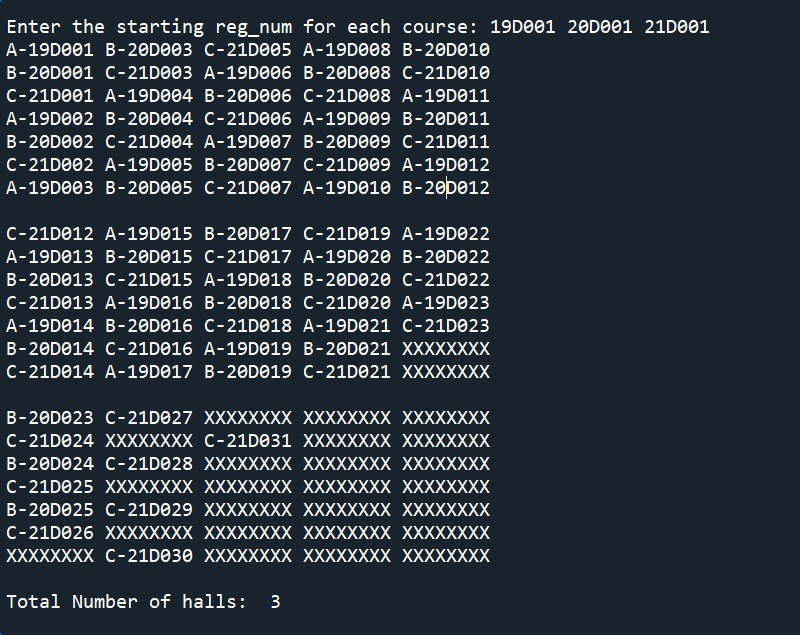 Enter the starting reg_num for each course: 19D001 20D001 21D001
A-19D001 B-20D003 C-21D005 A-19D008 B-20D010
B-20D001 C-21D003 A-19D006 B-20D008 C-21D010
C-21D001 A-19D004 B-20D006 C-21D008 A-19D011
A-19D002 B-20D004 C-21D006 A-19D009 B-20D011
B-20D002 C-21D004 A-19D007 B-20D009 C-21D011
C-21D002 A-19D005 B-20D007 C-21D009 A-19D012
A-19D003 B-20D005 C-21D007 A-19D010 B-20D012

C-21D012 A-19D015 B-20D017 C-21D019 A-19D022
A-19D013 B-20D015 C-21D017 A-19D020 B-20D022
B-20D013 C-21D015 A-19D018 B-20D020 C-21D022
C-21D013 A-19D016 B-20D018 C-21D020 A-19D023
A-19D014 B-20D016 C-21D018 A-19D021 C-21D023
B-20D014 C-21D016 A-19D019 B-20D021 XXXXXXXX
C-21D014 A-19D017 B-20D019 C-21D021 XXXXXXXX

B-20D023 C-21D027 XXXXXXXX XXXXXXXX XXXXXXXX
C-21D024 XXXXXXXX C-21D031 XXXXXXXX XXXXXXXX
B-20D024 C-21D028 XXXXXXXX XXXXXXXX XXXXXXXX
C-21D025 XXXXXXXX XXXXXXXX XXXXXXXX XXXXXXXX
B-20D025 C-21D029 XXXXXXXX XXXXXXXX XXXXXXXX
C-21D026 XXXXXXXX XXXXXXXX XXXXXXXX XXXXXXXX
XXXXXXXX C-21D030 XXXXXXXX XXXXXXXX XXXXXXXX

Total Number of halls:  3